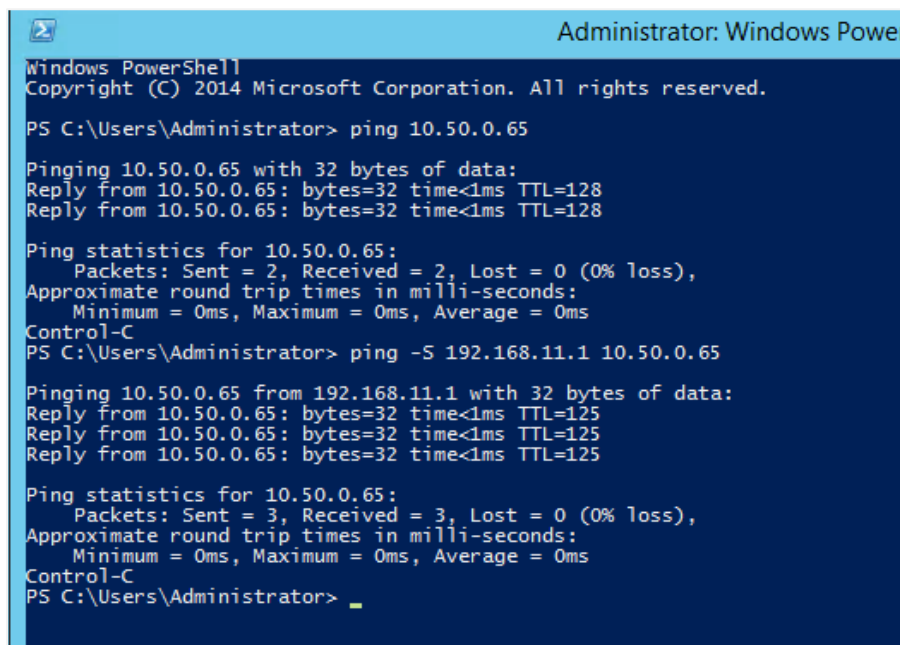 Administrator: Windows Powe
Windows PowerShell
Copyright (C) 2014 Microsoft Corporation. All rights reserved.
PS C:\Users\Administrator> ping 10.50.0.65
Pinging 10.50.0.65 with 32 bytes of data:
Reply from 10.50.0.65: bytes=32 time<1ms TTL=128
Reply from 10.50.0.65: bytes=32 time<1ms TTL=128
Ping statistics for 10.50.0.65:
    Packets: Sent = 2, Received = 2, Lost = 0 (0% loss),
Approximate round trip times in milli-seconds:
    Minimum = 0ms, Maximum = 0ms, Average = 0ms
Control-C
PS C:\Users\Administrator> ping -S 192.168.11.1 10.50.0.65
Pinging 10.50.0.65 from 192.168.11.1 with 32 bytes of data:
Reply from 10.50.0.65: bytes=32 time<1ms TTL=125
Reply from 10.50.0.65: bytes=32 time<1ms TTL=125
Reply from 10.50.0.65: bytes=32 time<1ms TTL=125
Ping statistics for 10.50.0.65:
    Packets: Sent = 3, Received = 3, Lost = 0 (0% loss),
Approximate round trip times in milli-seconds:
    Minimum = 0ms, Maximum = 0ms, Average = 0ms
Control-C
PS C:\Users\Administrator> _